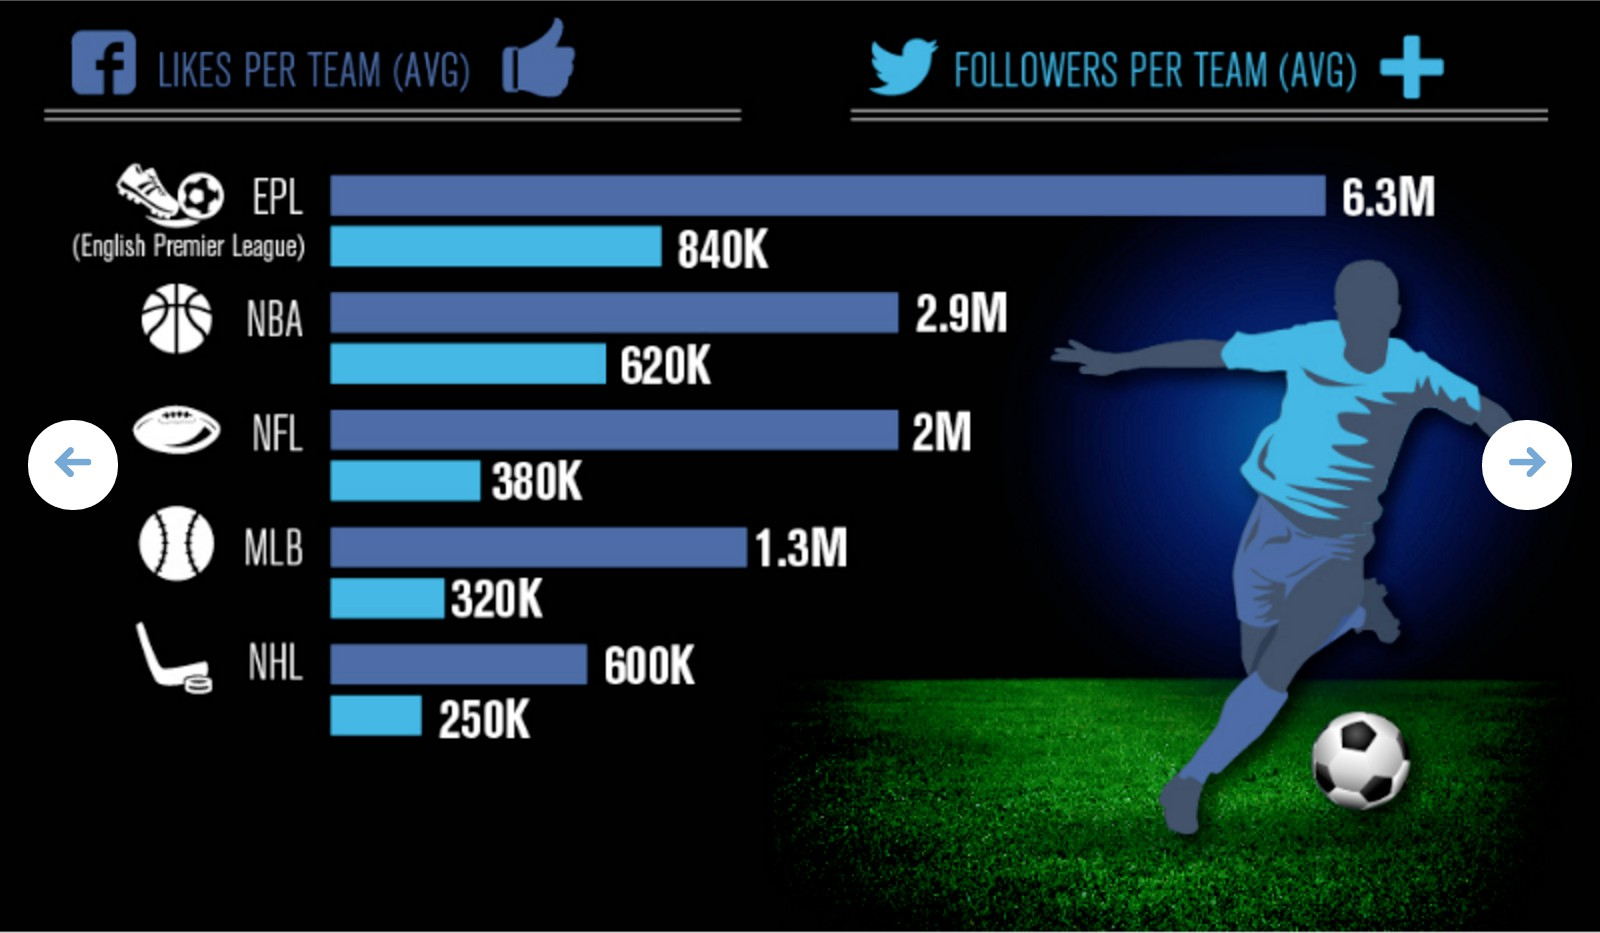 LIKES PER TEAM (AVG)
FOLLOWERS PER TEAM (AVG)
EPL
(English Premier League)
6.3M
840K
NBA
2.9M
620K
NFL
2M
380K
MLB
1.3M
320K
NHL
600K
250K